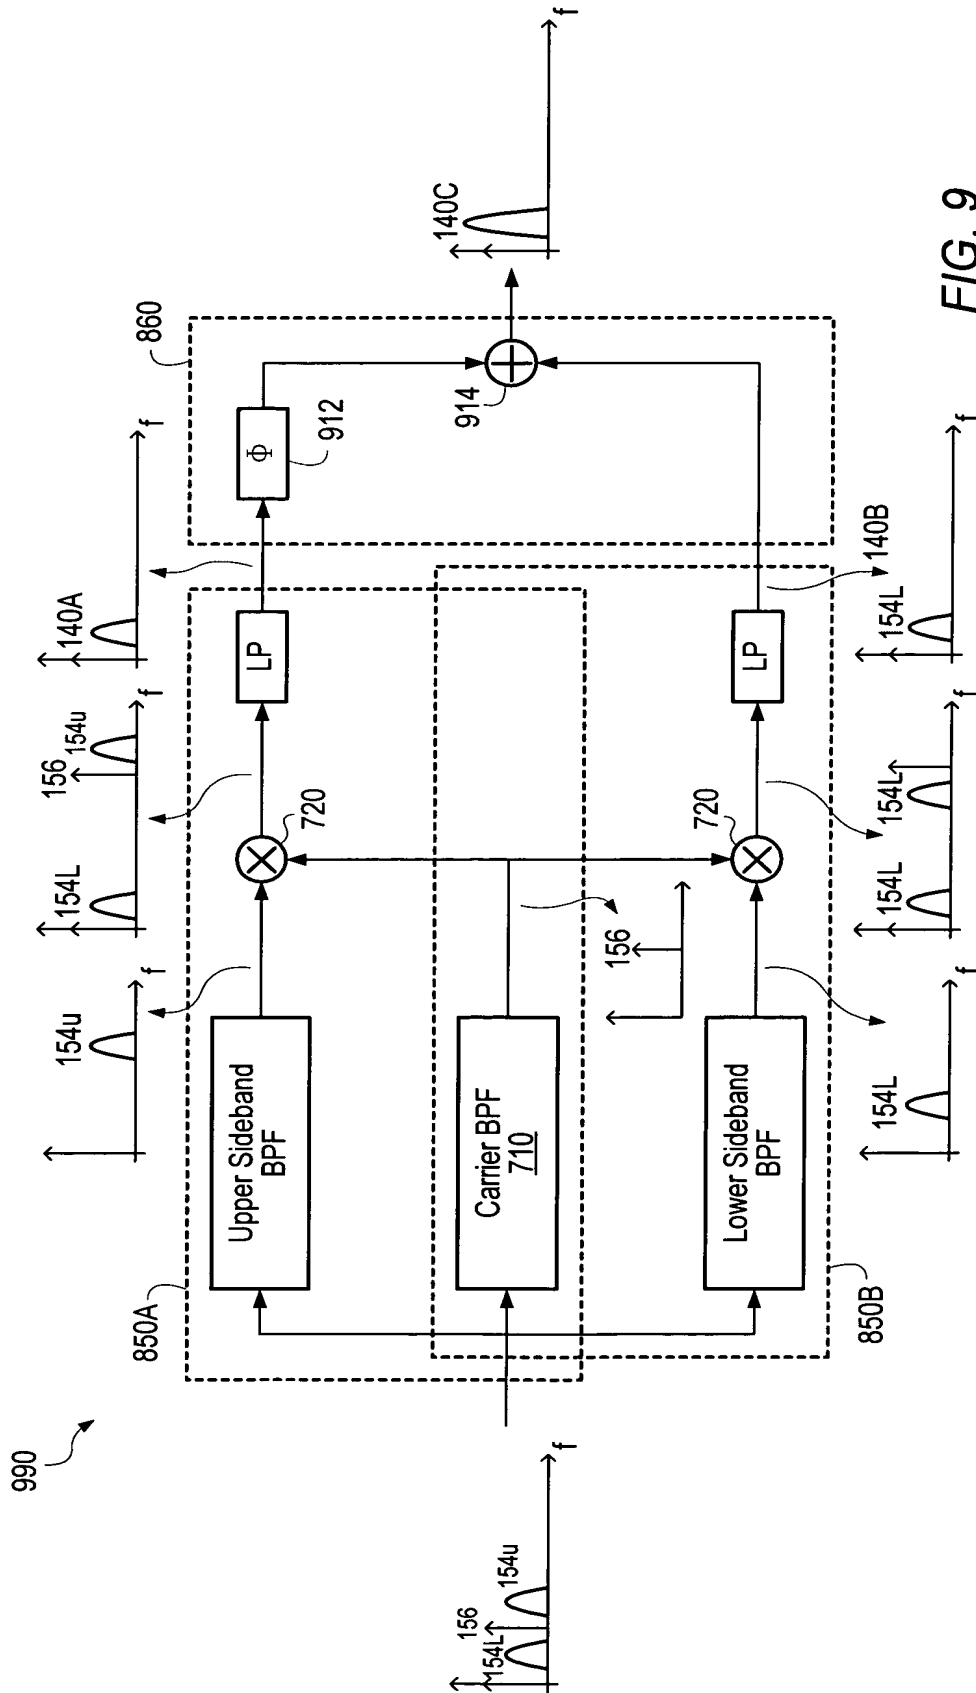 990
154L
156
154u
f
850A
Upper Sideband
BPF
Carrier BPF
710
Lower Sideband
BPF
850B
154u
f
156
154L
f
154L
156
154u
f
720
720
154L
154L
f
LP
LP
140A
f
140B
154L
f
860
Φ
912
914
140C
f
FIG. 9